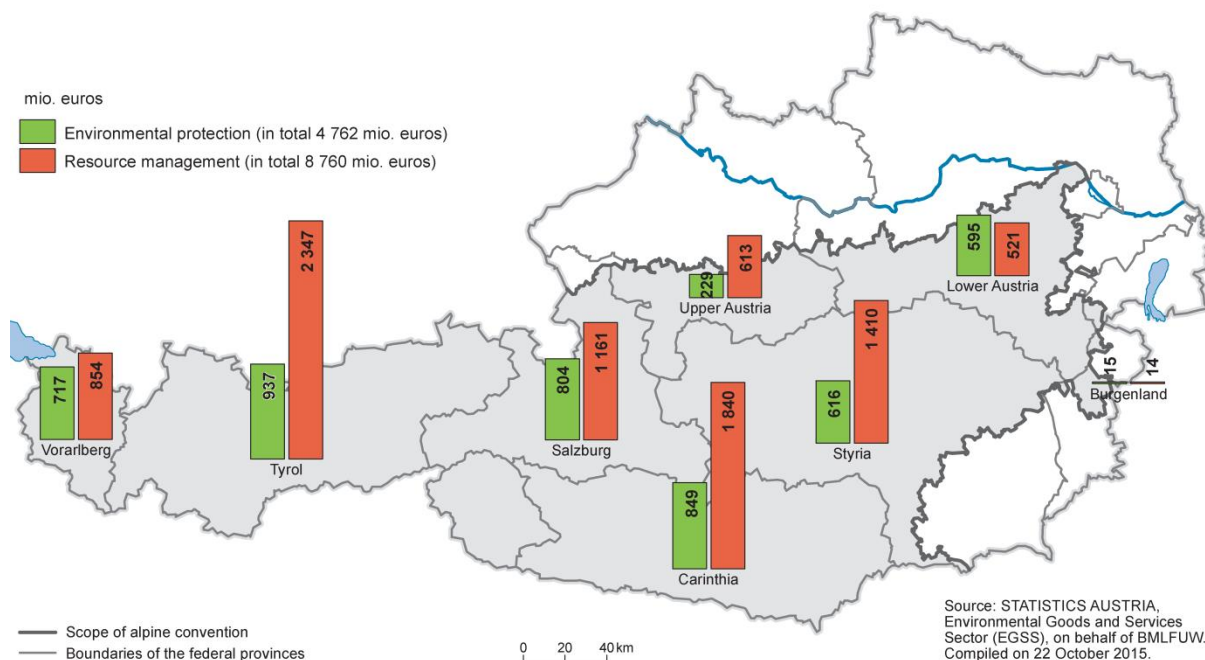 mio. euros
Environmental protection (in total 4 762 mio. euros)
Resource management (in total 8 760 mio. euros)
717
854
Vorarlberg
937
2 347
Tyrol
804
1 161
Salzburg
229
613
Upper Austria
595
521
Lower Austria
849
1 840
Carinthia
616
1 410
Styria
15
14
Burgenland
Scope of alpine convention
Boundaries of the federal provinces
0 20 40 km
Source: STATISTICS AUSTRIA,
Environmental Goods and Services
Sector (EGSS), on behalf of BMLFUW.
Compiled on 22 October 2015.